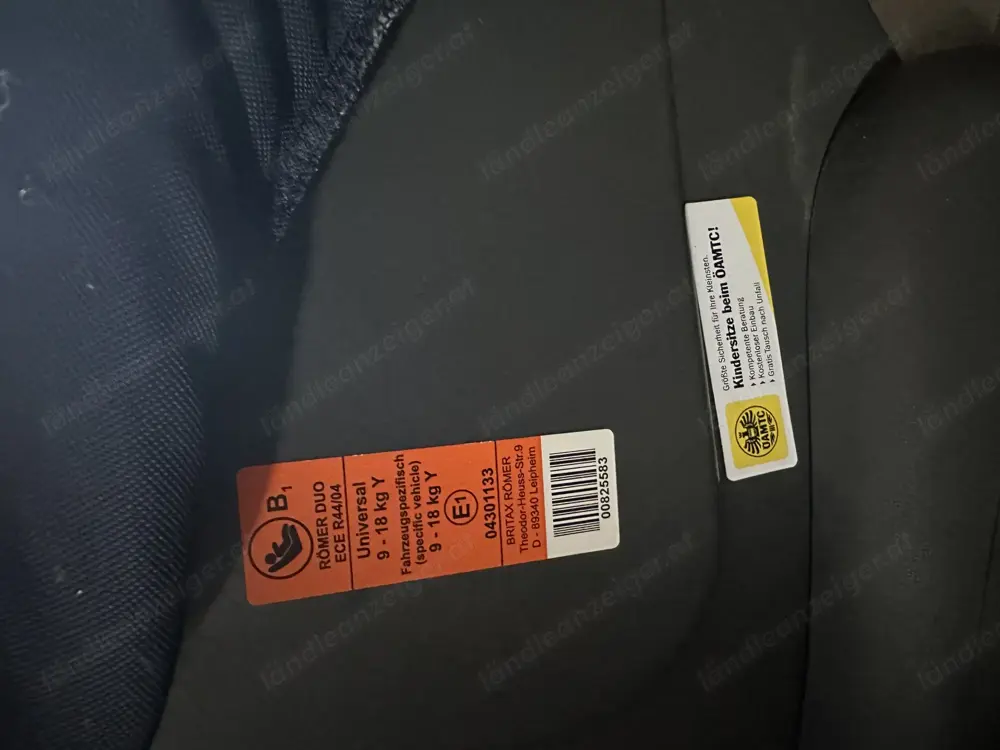 B1
RÖMER DUO
ECE R44/04
Universal
9 - 18 kg Y
Fahrzeugspezifisch
(specific vehicle)
9 - 18 kg Y
E1
04301133
BRITAX RÖMER
Theodor-Heuss-Str.9
D - 89340 Leipheim
00825583
Größte Sicherheit für Ihre Kleinsten.
Kindersitze beim ÖAMTC!
› Kompetente Beratung
› Kostenloser Einbau
› Gratis Tausch nach Unfall
ÖAMTC
ländleanzeiger.at